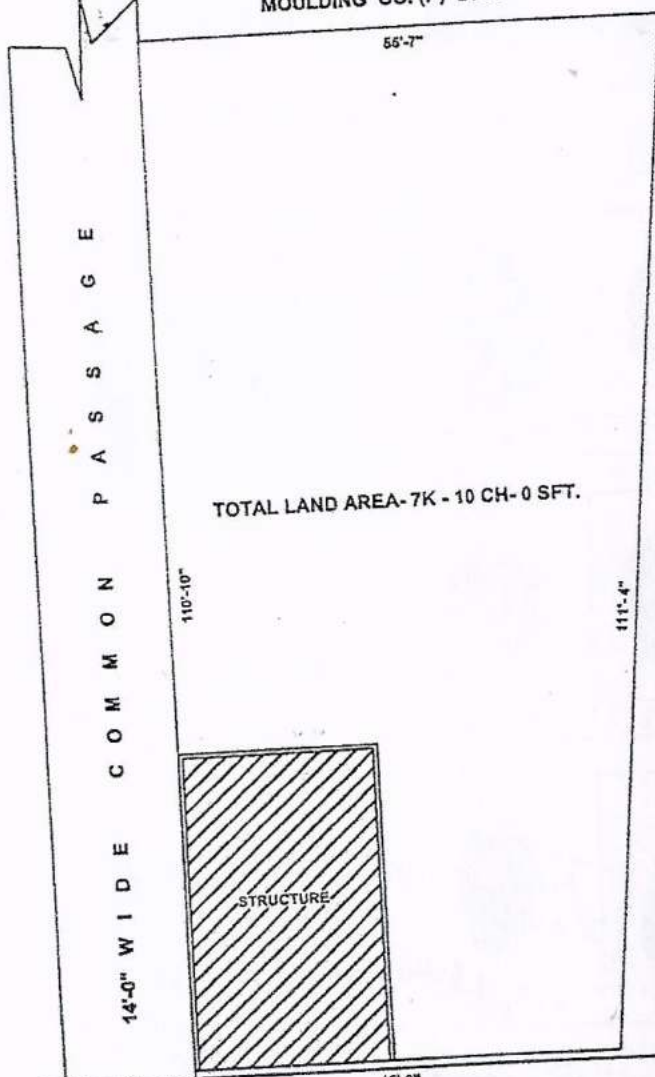 MOULDING CO. (P)
55'-7"
14'-0" WIDE COMMON PASSAGE
TOTAL LAND AREA- 7K - 10 CH- 0 SFT.
110'-10"
111'-4"
STRUCTURE